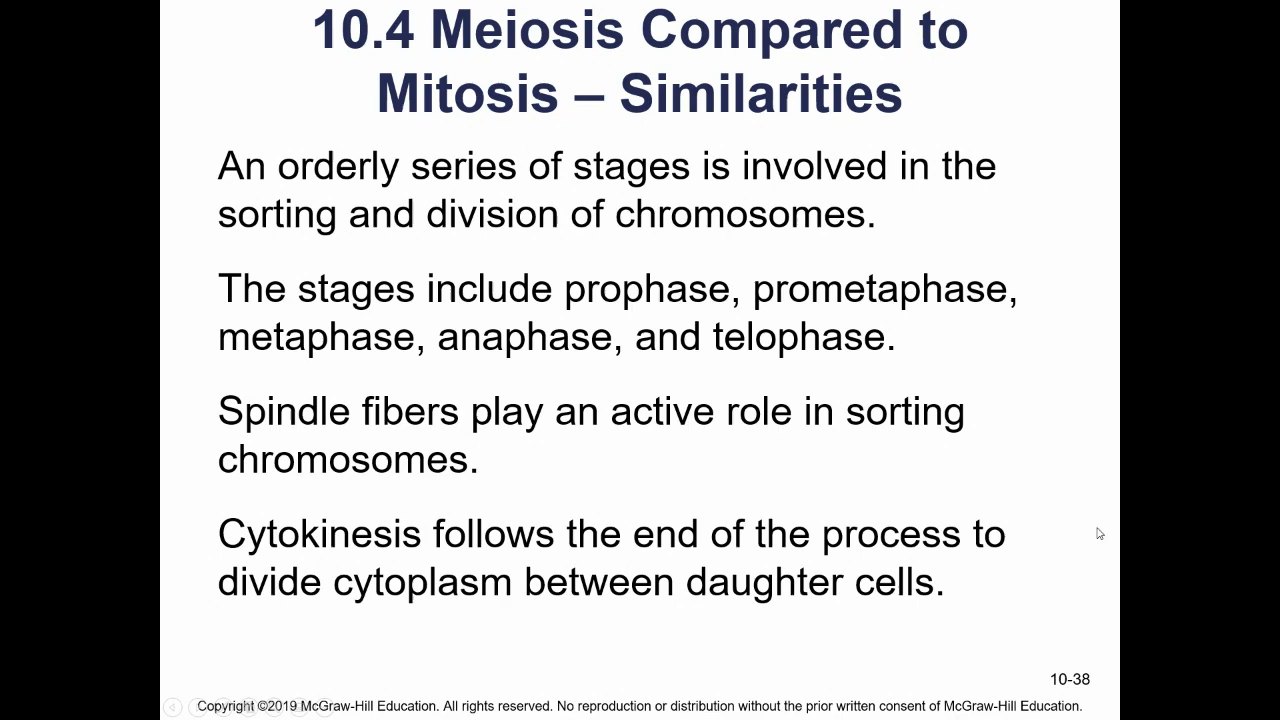 10.4 Meiosis Compared to
Mitosis – Similarities
An orderly series of stages is involved in the
sorting and division of chromosomes.
The stages include prophase, prometaphase,
metaphase, anaphase, and telophase.
Spindle fibers play an active role in sorting
chromosomes.
Cytokinesis follows the end of the process to
divide cytoplasm between daughter cells.
10-38
Copyright ©2019 McGraw-Hill Education. All rights reserved. No reproduction or distribution without the prior written consent of McGraw-Hill Education.